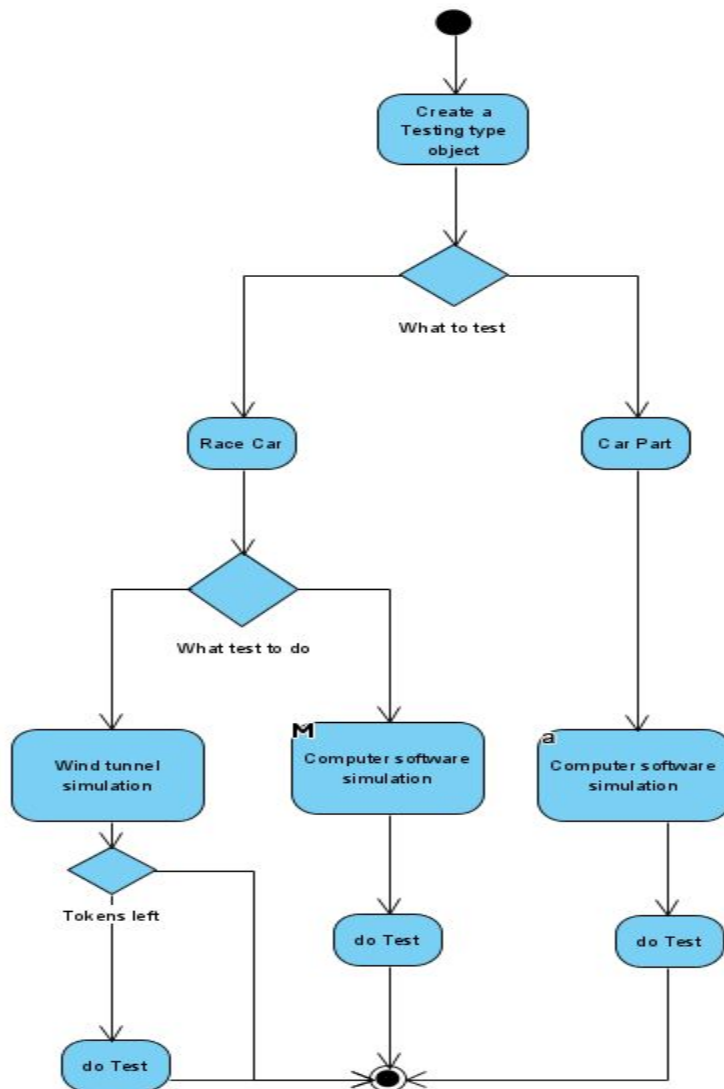 Create a
Testing type
object
What to test
Race Car
Car Part
What test to do
Wind tunnel
simulation
M
Computer software
simulation
a
Computer software
simulation
Tokens left
do Test
do Test
do Test